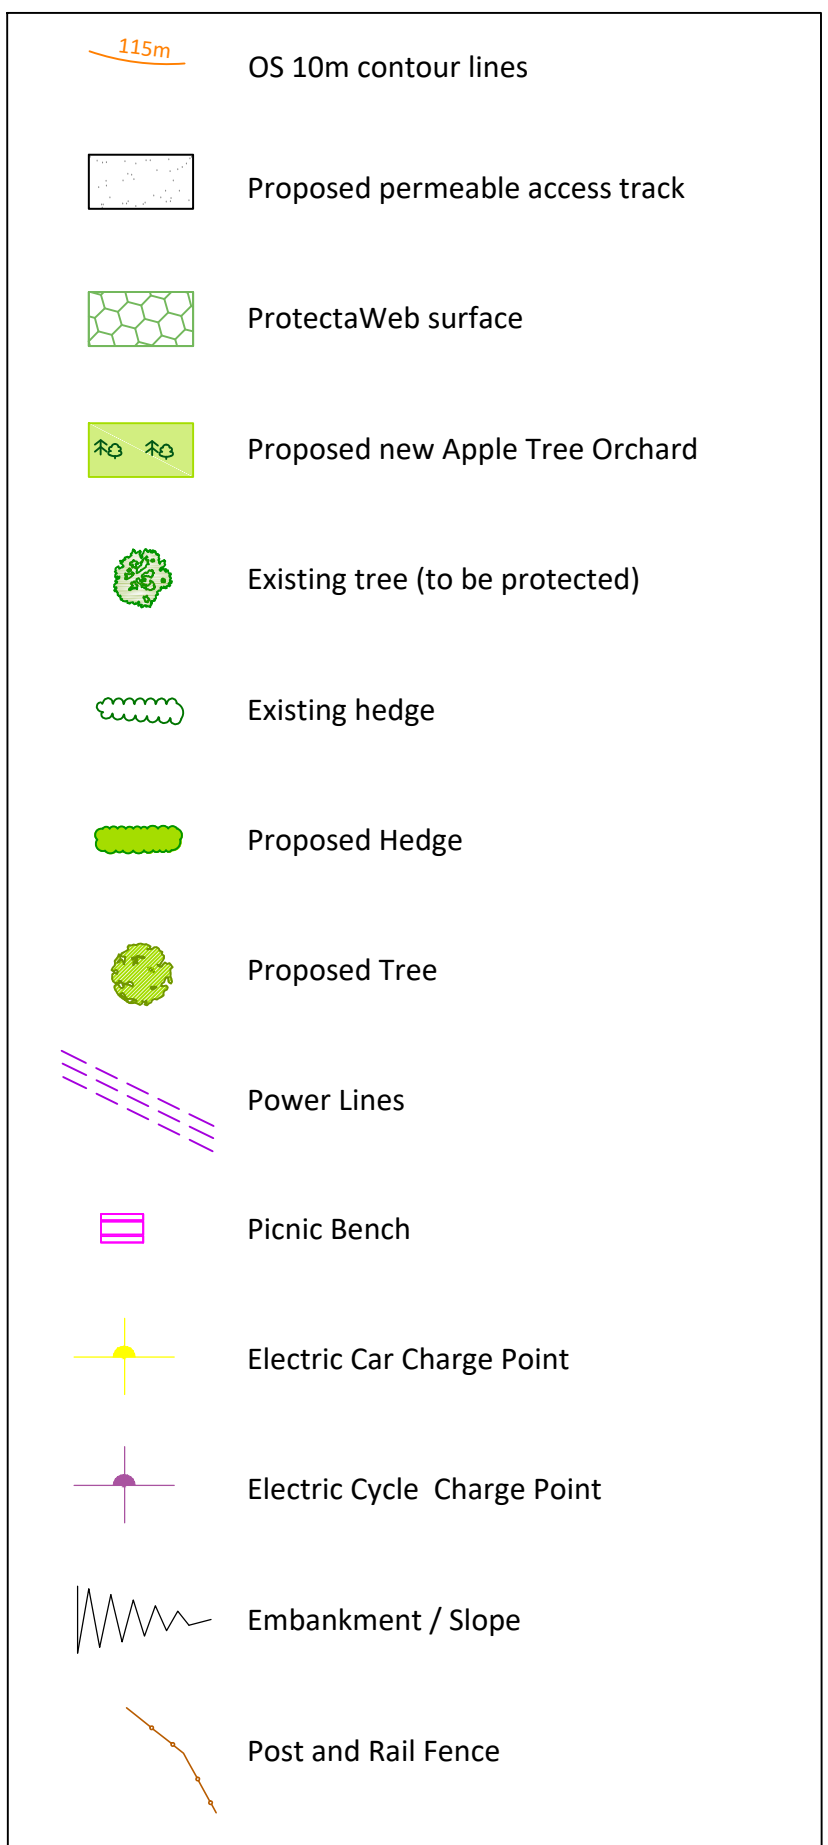 115m
OS 10m contour lines
Proposed permeable access track
ProtectaWeb surface
Proposed new Apple Tree Orchard
Existing tree (to be protected)
Existing hedge
Proposed Hedge
Proposed Tree
Power Lines
Picnic Bench
Electric Car Charge Point
Electric Cycle  Charge Point
Embankment / Slope
Post and Rail Fence